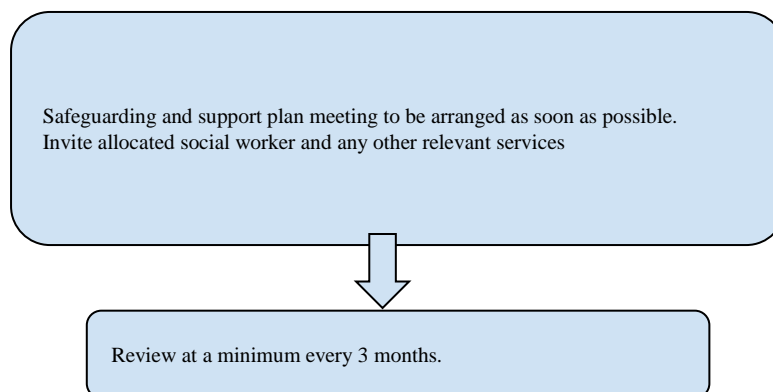 Safeguarding and support plan meeting to be arranged as soon as possible.
Invite allocated social worker and any other relevant services
Review at a minimum every 3 months.